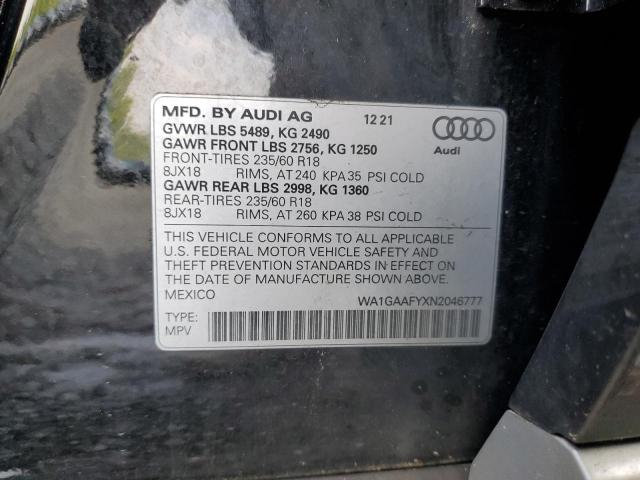 MFD. BY AUDI AG 12 21
GVWR LBS 5489, KG 2490
GAWR FRONT LBS 2756, KG 1250
FRONT-TIRES 235/60 R18
8JX18 RIMS, AT 240 KPA 35 PSI COLD
GAWR REAR LBS 2998, KG 1360
REAR-TIRES 235/60 R18
8JX18 RIMS, AT 260 KPA 38 PSI COLD
Audi
THIS VEHICLE CONFORMS TO ALL APPLICABLE
U.S. FEDERAL MOTOR VEHICLE SAFETY AND
THEFT PREVENTION STANDARDS IN EFFECT ON
THE DATE OF MANUFACTURE SHOWN ABOVE.
MEXICO WA1GAAFYXN2046777
TYPE:
MPV